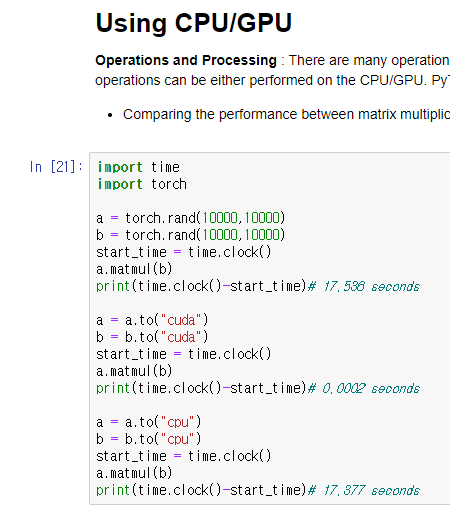 Using CPU/GPU
Operations and Processing : There are many operation
operations can be either performed on the CPU/GPU. Py
Comparing the performance between matrix multiplic
In [21]:
import time
import torch
a = torch.rand(10000,10000)
b = torch.rand(10000,10000)
start_time = time.clock()
a.matmul(b)
print(time.clock()-start_time)# 17.536 seconds
a = a.to("cuda")
b = b.to("cuda")
start_time = time.clock()
a.matmul(b)
print(time.clock()-start_time)# 0.0002 seconds
a = a.to("cpu")
b = b.to("cpu")
start_time = time.clock()
a.matmul(b)
print(time.clock()-start_time)# 17.377 seconds